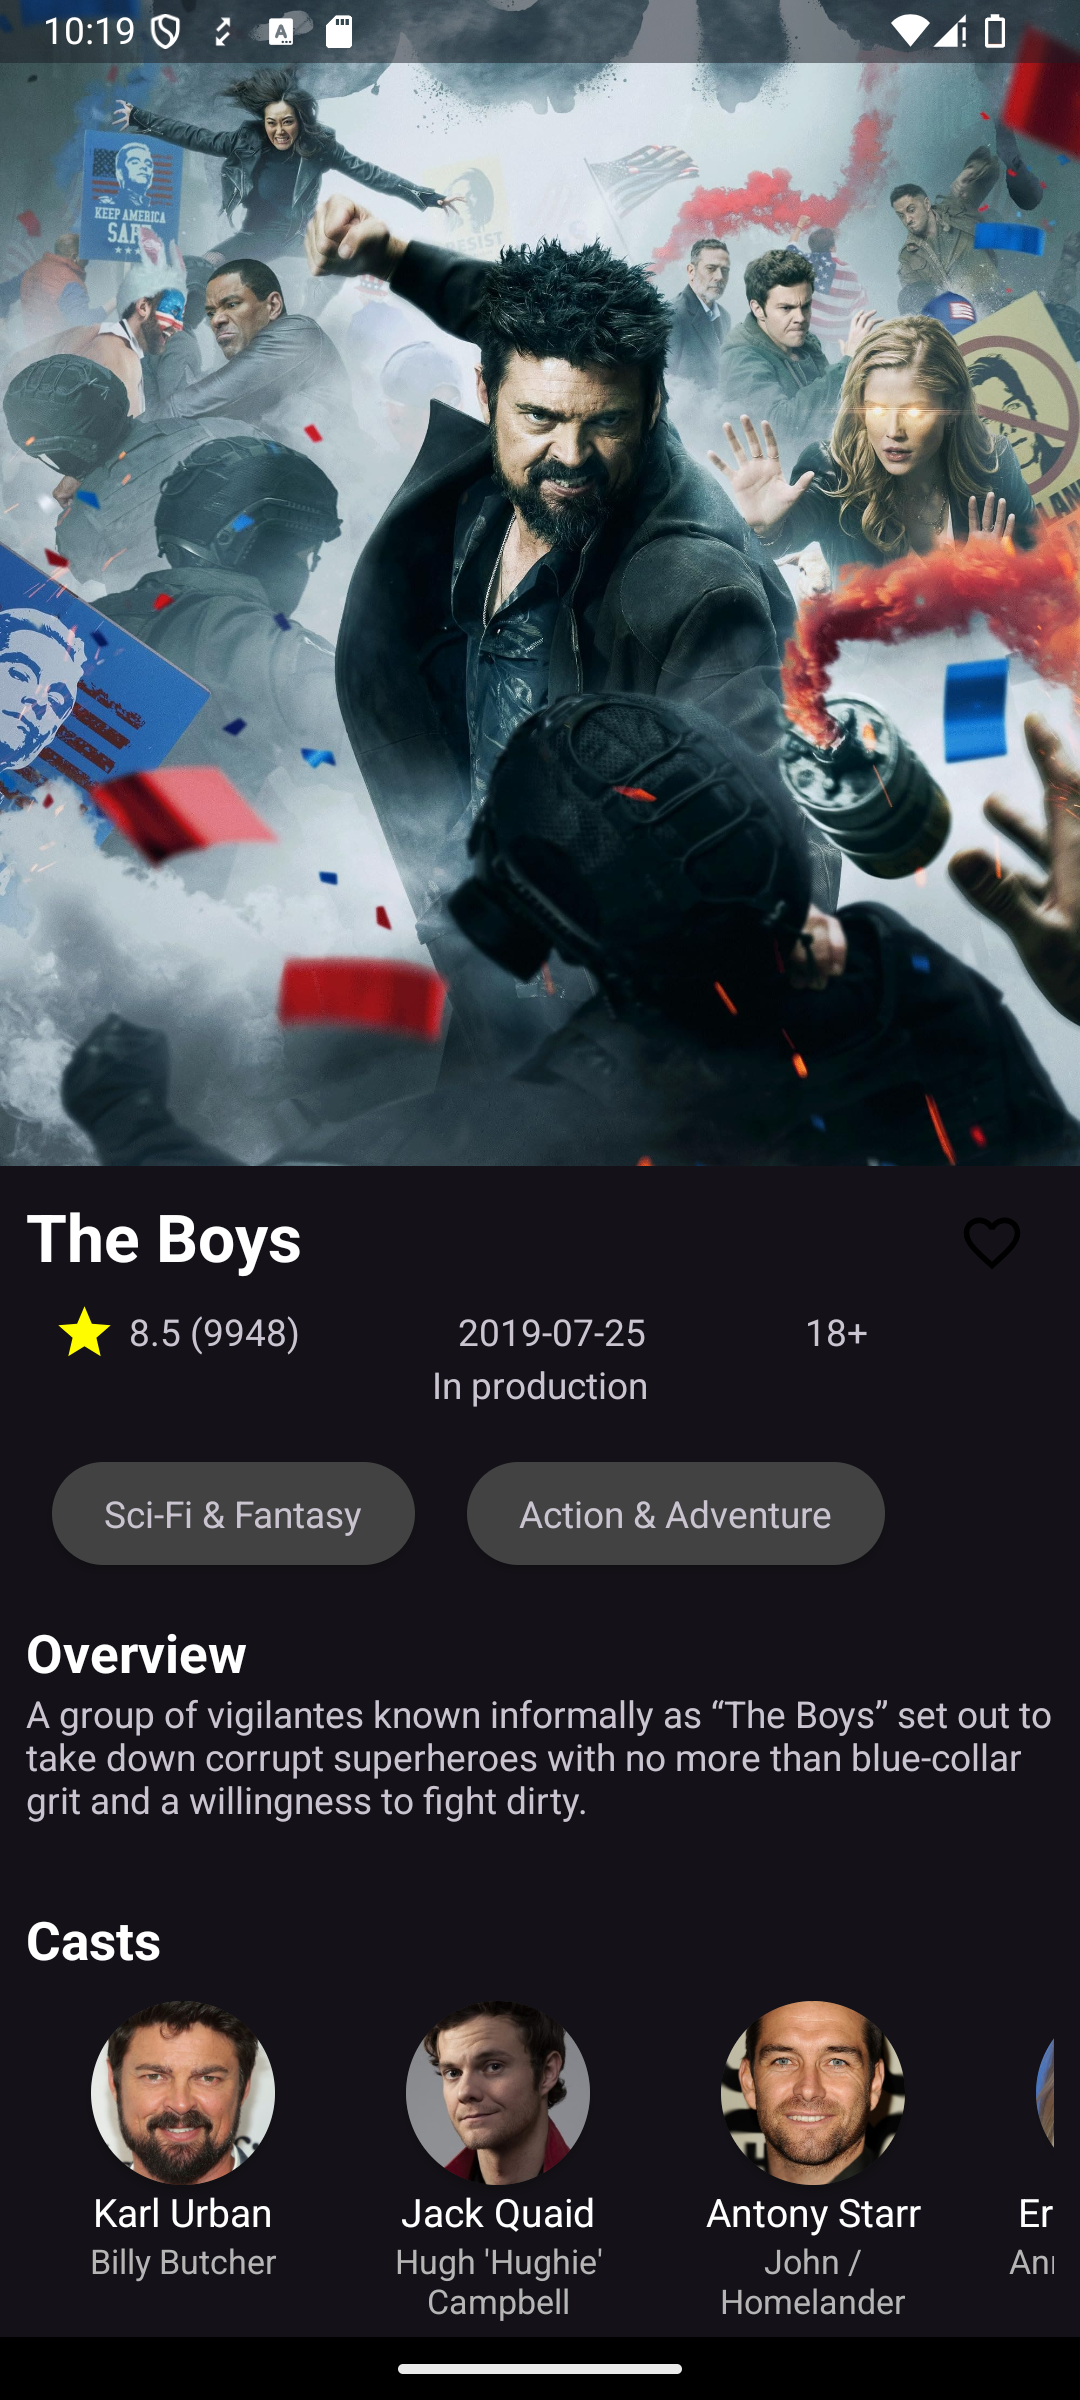 10:19
KEEP AMERICA
SAFE
RESIST
The Boys
8.5 (9948)
2019-07-25
18+
In production
Sci-Fi & Fantasy
Action & Adventure
Overview
A group of vigilantes known informally as “The Boys” set out to
take down corrupt superheroes with no more than blue-collar
grit and a willingness to fight dirty.
Casts
Karl Urban
Billy Butcher
Jack Quaid
Hugh 'Hughie'
Campbell
Antony Starr
John /
Homelander
Er
An